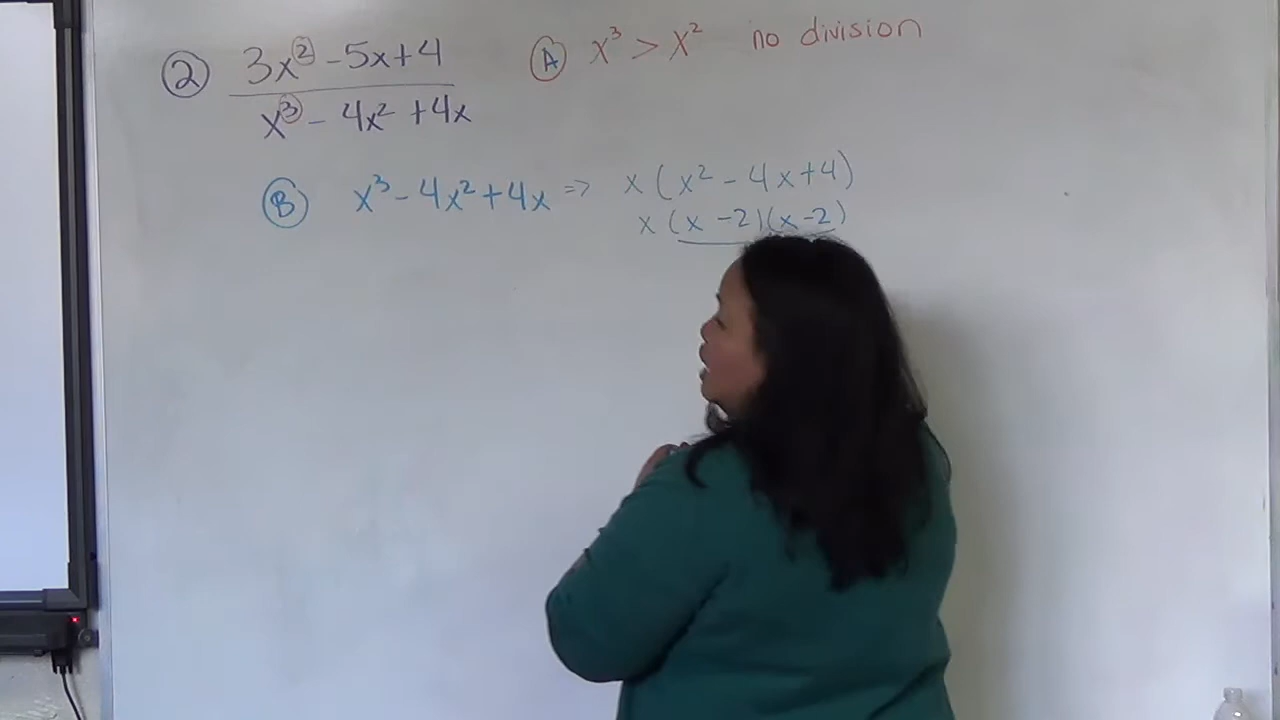 ② 3x² - 5x + 4
x³ - 4x² + 4x
Ⓐ x³ > x² no division
Ⓑ x³ - 4x² + 4x => x (x² - 4x + 4)
x (x - 2)(x - 2)